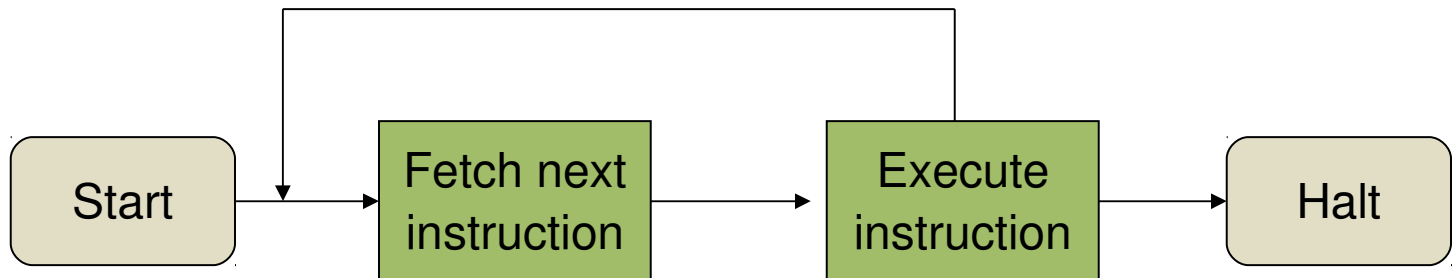 Start
Fetch next
instruction
Execute
instruction
Halt